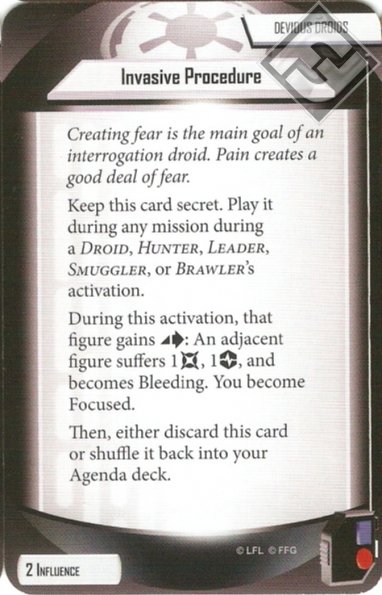 DEVIOUS DROIDS
Invasive Procedure
Creating fear is the main goal of an
interrogation droid. Pain creates a
good deal of fear.
Keep this card secret. Play it
during any mission during
a DROID, HUNTER, LEADER,
SMUGGLER, or BRAWLER's
activation.
During this activation, that
figure gains : An adjacent
figure suffers 1 , 1 , and
becomes Bleeding. You become
Focused.
Then, either discard this card
or shuffle it back into your
Agenda deck.
© LFL © FFG
2 INFLUENCE